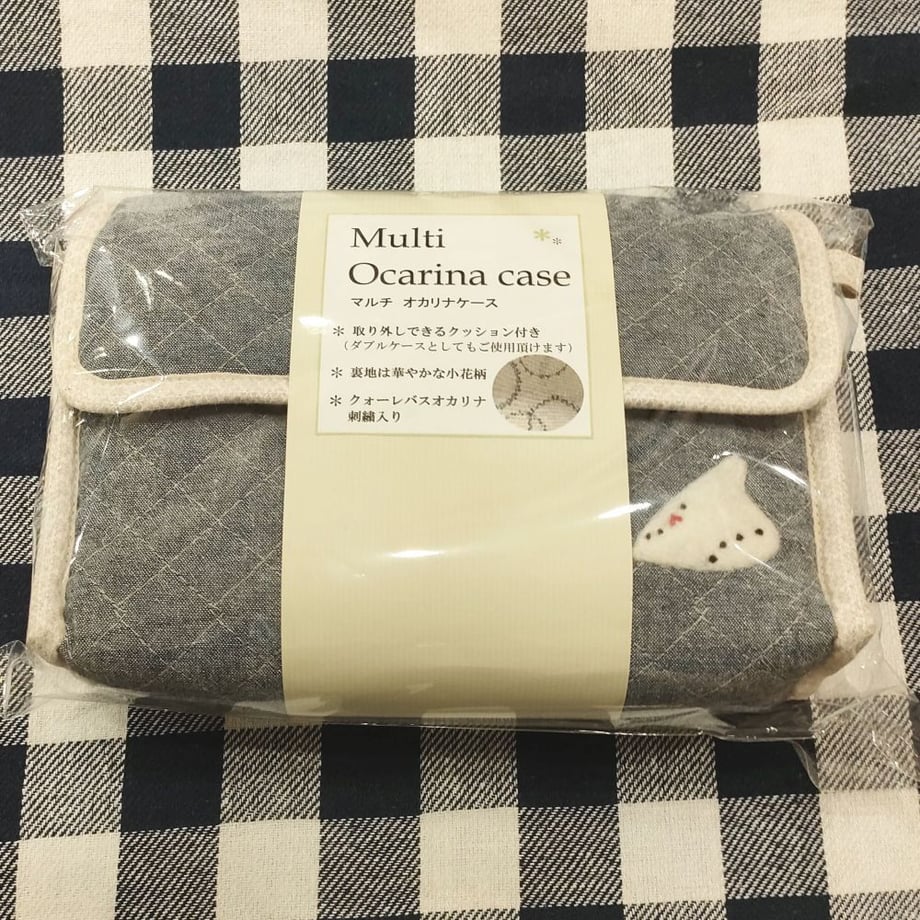 Multi
Ocarina case
マルチ オカリナケース
＊ 取り外しできるクッション付き
（ダブルケースとしてもご使用頂けます）
＊ 裏地は華やかな小花柄
＊ クォーレバスオカリナ
刺繍入り